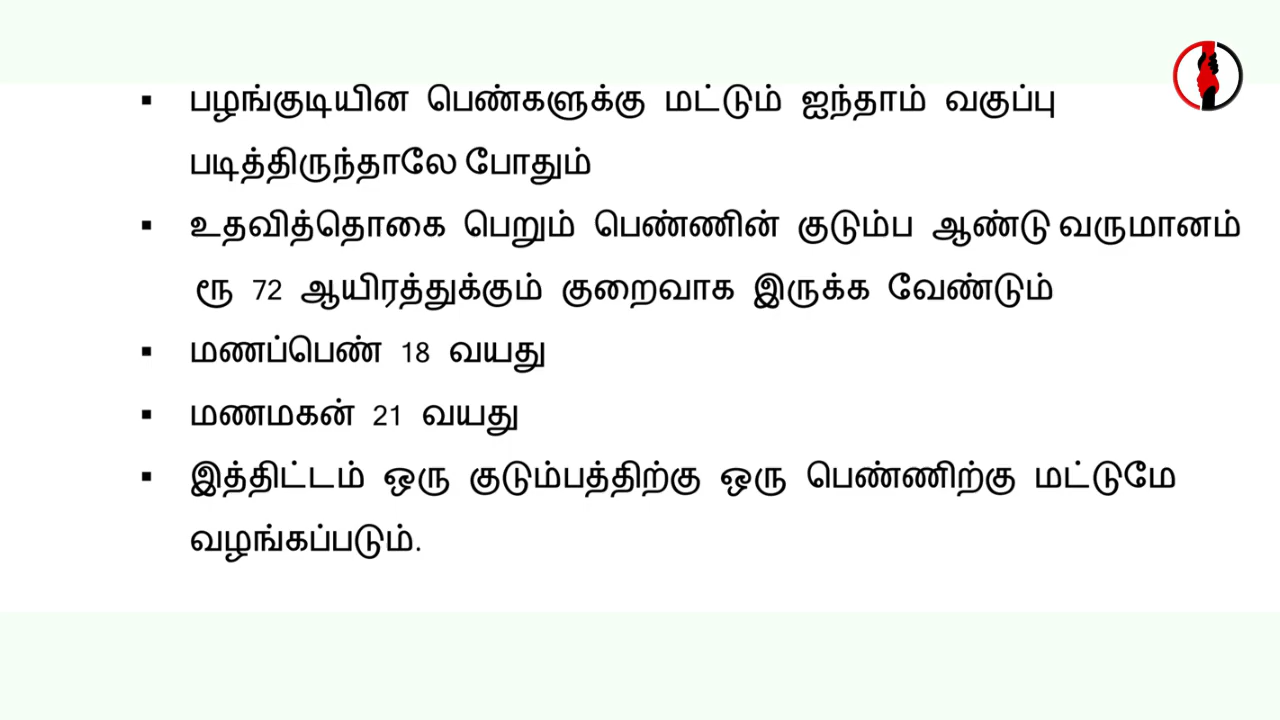 ▪ பழங்குடியின பெண்களுக்கு மட்டும் ஐந்தாம் வகுப்பு
படித்திருந்தாலே போதும்
▪ உதவித்தொகை பெறும் பெண்ணின் குடும்ப ஆண்டு வருமானம்
ரூ 72 ஆயிரத்துக்கும் குறைவாக இருக்க வேண்டும்
▪ மணப்பெண் 18 வயது
▪ மணமகன் 21 வயது
▪ இத்திட்டம் ஒரு குடும்பத்திற்கு ஒரு பெண்ணிற்கு மட்டுமே
வழங்கப்படும்.